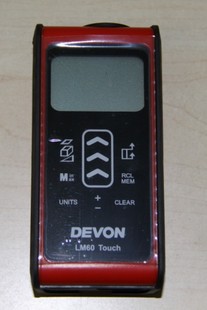 M
RCL
MEM
UNITS + CLEAR
-
DEVON
LM60 Touch